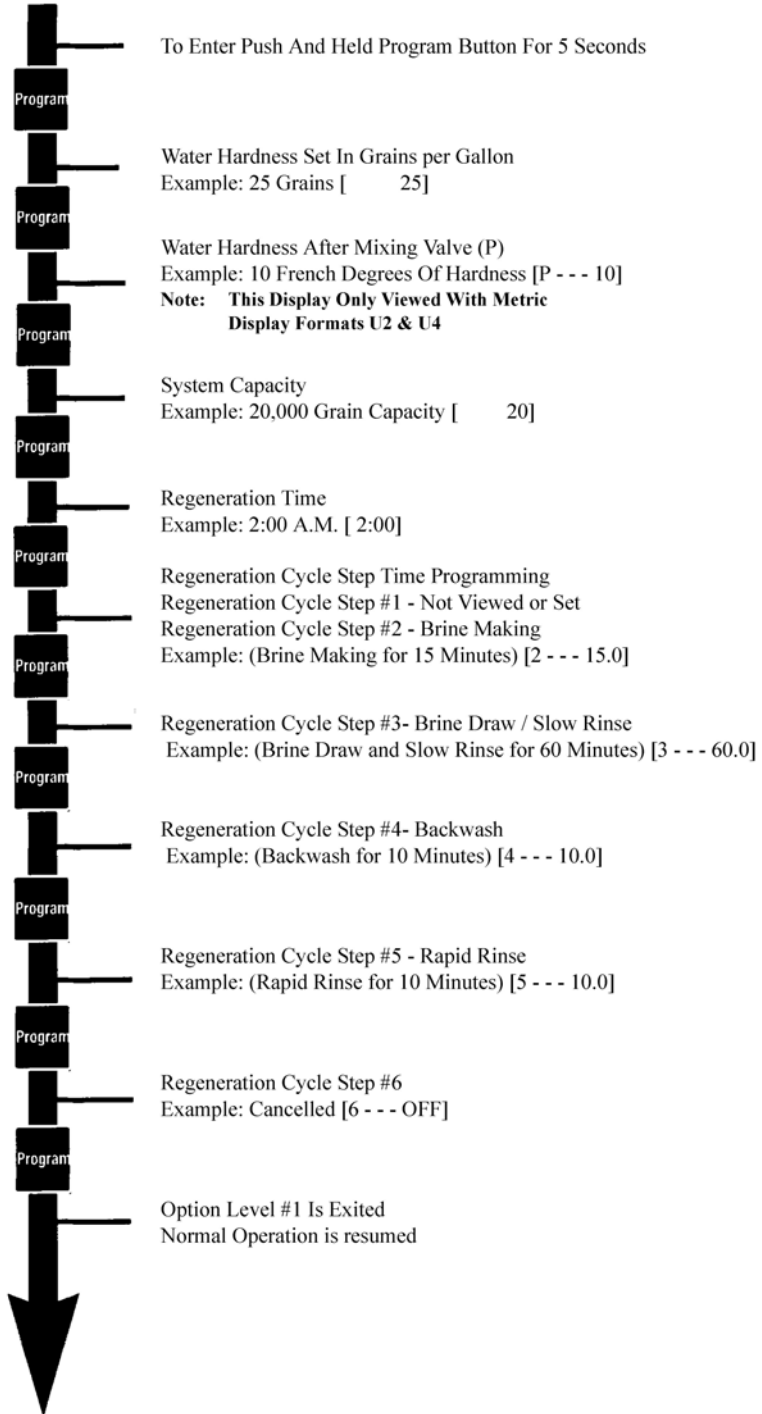 To Enter Push And Held Program Button For 5 Seconds
Program
Water Hardness Set In Grains per Gallon
Example: 25 Grains [ 25]
Program
Water Hardness After Mixing Valve (P)
Example: 10 French Degrees Of Hardness [P - - - 10]
Note: This Display Only Viewed With Metric
Display Formats U2 & U4
Program
System Capacity
Example: 20,000 Grain Capacity [ 20]
Program
Regeneration Time
Example: 2:00 A.M. [ 2:00]
Program
Regeneration Cycle Step Time Programming
Regeneration Cycle Step #1 - Not Viewed or Set
Regeneration Cycle Step #2 - Brine Making
Example: (Brine Making for 15 Minutes) [2 - - - 15.0]
Program
Regeneration Cycle Step #3- Brine Draw / Slow Rinse
Example: (Brine Draw and Slow Rinse for 60 Minutes) [3 - - - 60.0]
Program
Regeneration Cycle Step #4- Backwash
Example: (Backwash for 10 Minutes) [4 - - - 10.0]
Program
Regeneration Cycle Step #5 - Rapid Rinse
Example: (Rapid Rinse for 10 Minutes) [5 - - - 10.0]
Program
Regeneration Cycle Step #6
Example: Cancelled [6 - - - OFF]
Program
Option Level #1 Is Exited
Normal Operation is resumed